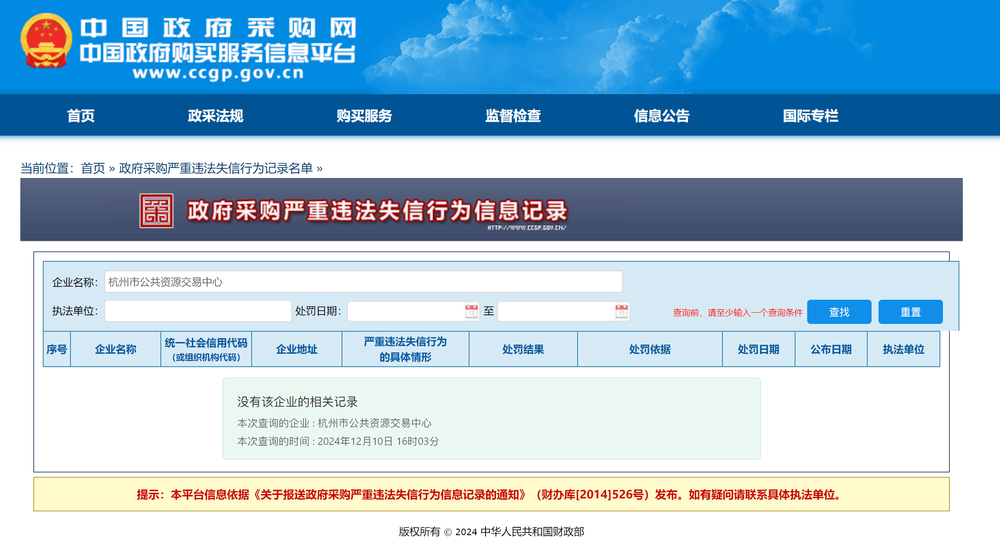 中国政府采购网
中国政府购买服务信息平台
www.ccgp.gov.cn
首页 政采法规 购买服务 监督检查 信息公告 国际专栏
当前位置：首页 » 政府采购严重违法失信行为记录名单 »
政府采购严重违法失信行为信息记录
HTTP://WWW.CCGP.GOV.CN/
企业名称： 杭州市公共资源交易中心
执法单位： 处罚日期： 17 至 17 查询前，请至少输入一个查询条件 查找 重置
序号 企业名称 统一社会信用代码 （或组织机构代码） 企业地址 严重违法失信行为 的具体情形 处罚结果 处罚依据 处罚日期 公布日期 执法单位
没有该企业的相关记录
本次查询的企业 : 杭州市公共资源交易中心
本次查询的时间 : 2024年12月10日 16时03分
提示：本平台信息依据《关于报送政府采购严重违法失信行为信息记录的通知》（财办库[2014]526号）发布。如有疑问请联系具体执法单位。
版权所有 © 2024 中华人民共和国财政部